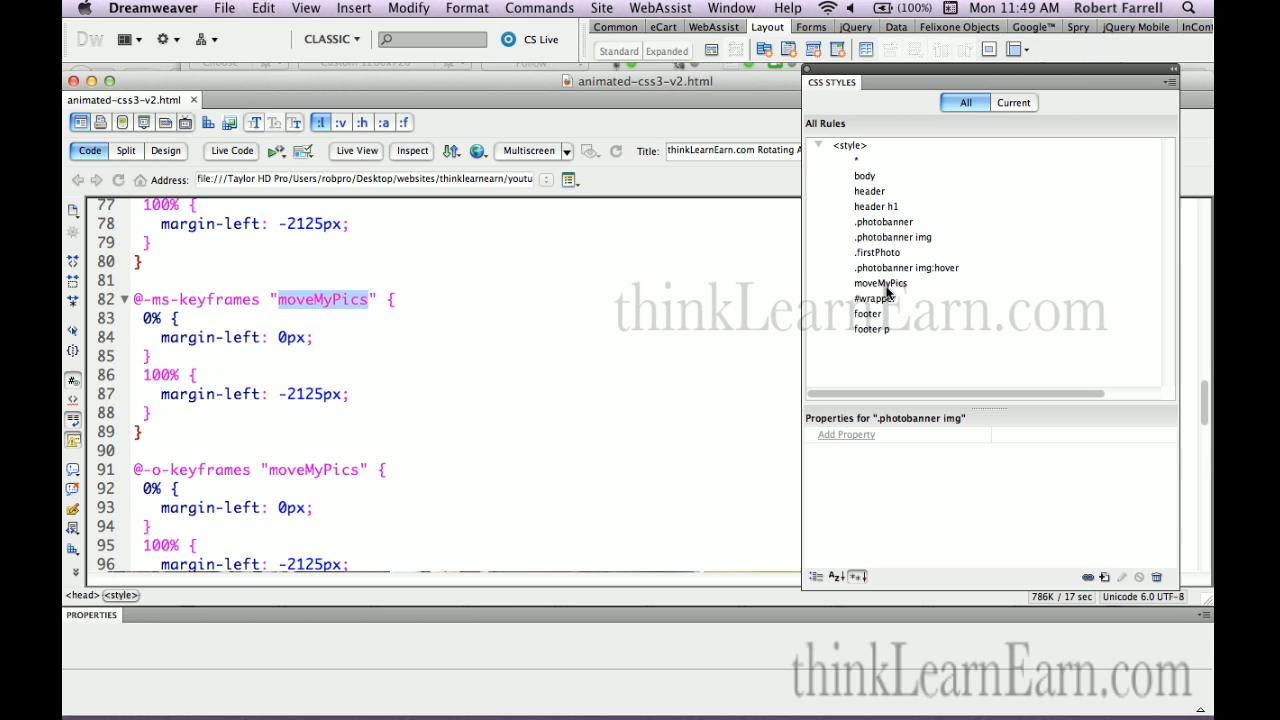 Dreamweaver File Edit View Insert Modify Format Commands Site WebAssist Window Help (100%) Mon 11:49 AM Robert Farrell
Common eCart WebAssist Layout Forms jQuery Data Felixone Objects Google™ Spry jQuery Mobile InCont
Dw CLASSIC CS Live
Standard Expanded
animated-css3-v2.html
CSS STYLES
animated-css3-v2.html
All Current
:l :v :h :a :f
All Rules
Code Split Design Live Code Live View Inspect Multiscreen Title: thinkLearnEarn.com Rotating A
Address: file:///Taylor HD Pro/Users/robpro/Desktop/websites/thinklearnearn/youtu
<style>
*
body
header
header h1
.photobanner
.photobanner img
.firstPhoto
.photobanner img:hover
moveMyPics
#wrapper
footer
footer p
77 100% {
78 margin-left: -2125px;
79 }
80 }
81
82 @-ms-keyframes "moveMyPics" {
83 0% {
84 margin-left: 0px;
85 }
86 100% {
87 margin-left: -2125px;
88 }
89 }
90
91 @-o-keyframes "moveMyPics" {
92 0% {
93 margin-left: 0px;
94 }
95 100% {
96 margin-left: -2125px;
thinkLearnEarn.com
Properties for ".photobanner img"
Add Property
<head> <style>
786K / 17 sec Unicode 6.0 UTF-8
PROPERTIES
thinkLearnEarn.com